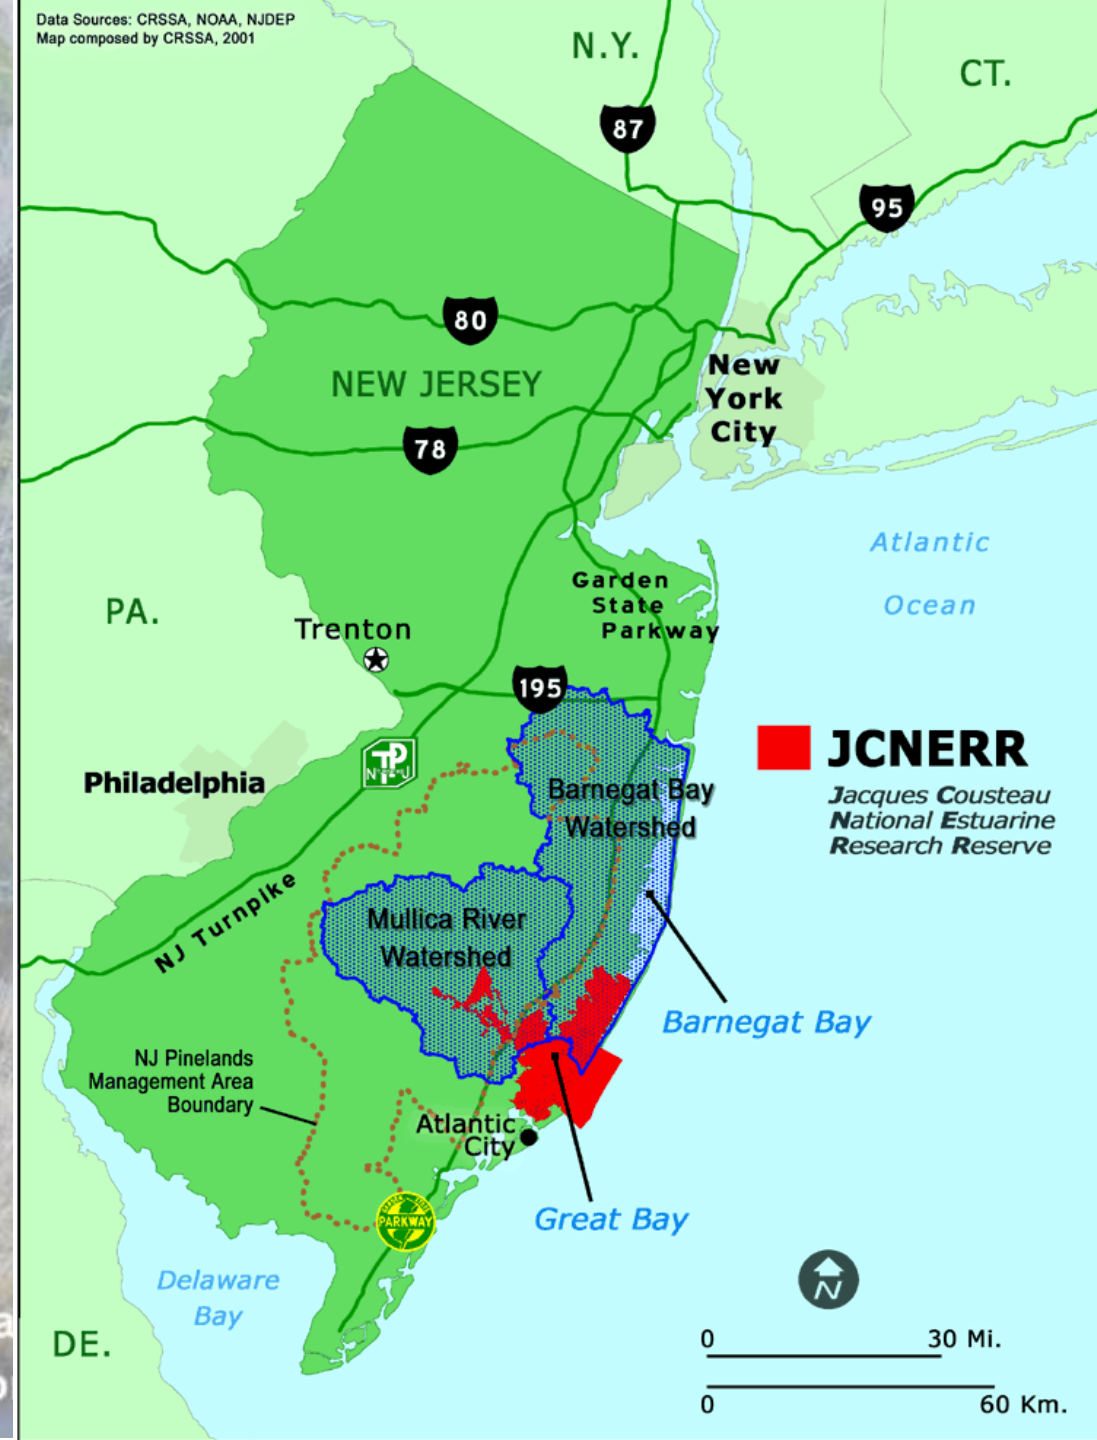 Data Sources: CRSSA, NOAA, NJDEP
Map composed by CRSSA, 2001
N.Y.
CT.
87
95
80
NEW JERSEY
New
York
City
78
Atlantic
Ocean
Garden
State
Parkway
PA.
Trenton
195
JCNERR
Jacques Cousteau
National Estuarine
Research Reserve
Philadelphia
Barnegat Bay
Watershed
NJ Turnpike
Mullica River
Watershed
Barnegat Bay
NJ Pinelands
Management Area
Boundary
Atlantic
City
PARKWAY
Great Bay
Delaware
Bay
N
DE.
0 30 Mi.
0 60 Km.